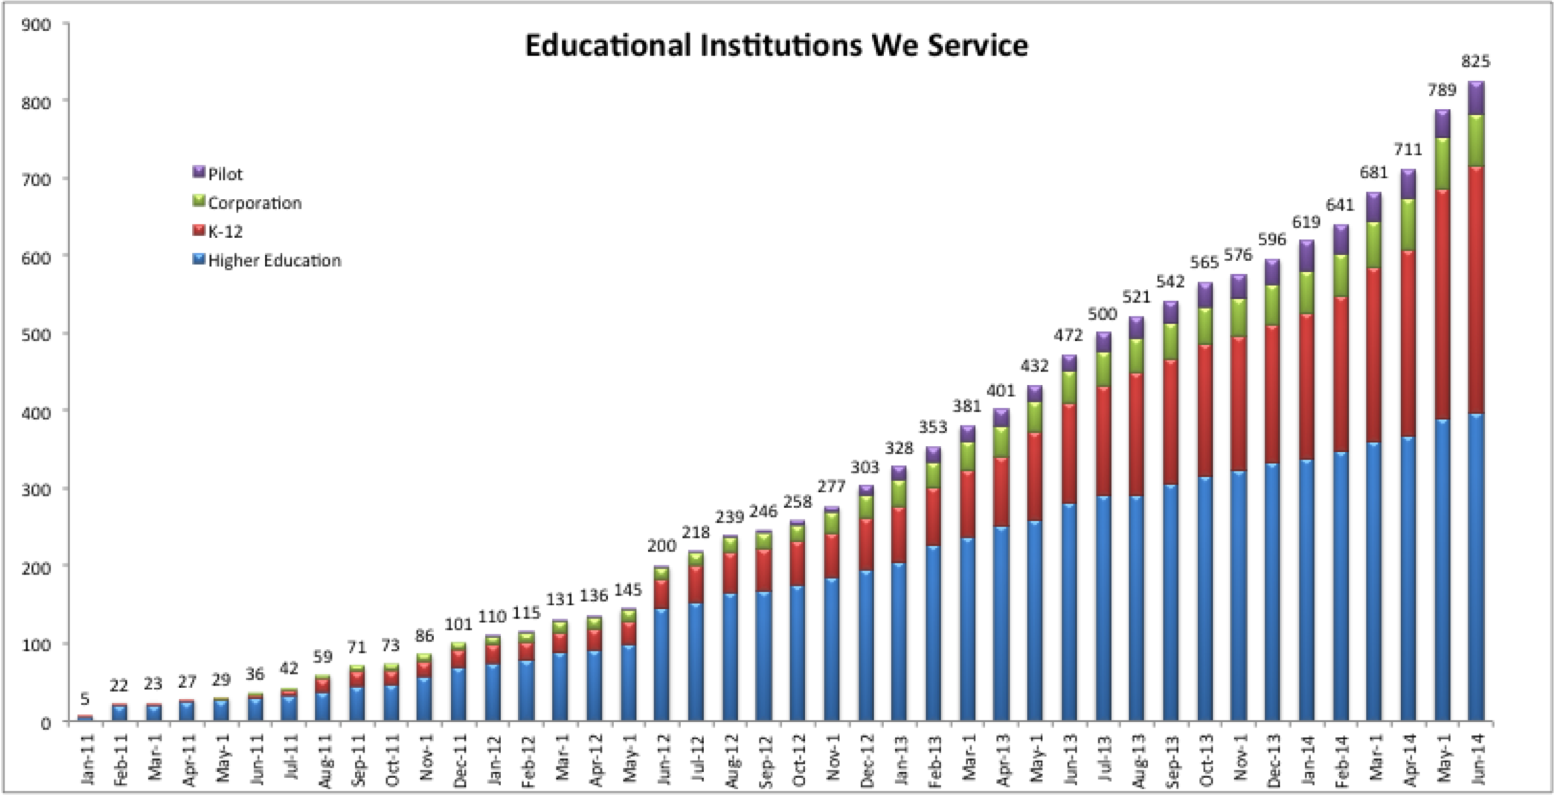 Educational Institutions We Service
900
800
700
600
500
400
300
200
100
0
Pilot
Corporation
K-12
Higher Education
5
22
23
27
29
36
42
59
71
73
86
101
110
115
131
136
145
200
218
239
246
258
277
303
328
353
381
401
432
472
500
521
542
565
576
596
619
641
681
711
789
825
Jan-11
Feb-11
Mar-1
Apr-11
May-1
Jun-11
Jul-11
Aug-11
Sep-11
Oct-11
Nov-1
Dec-11
Jan-12
Feb-12
Mar-1
Apr-12
May-1
Jun-12
Jul-12
Aug-12
Sep-12
Oct-12
Nov-1
Dec-12
Jan-13
Feb-13
Mar-1
Apr-13
May-1
Jun-13
Jul-13
Aug-13
Sep-13
Oct-13
Nov-1
Dec-13
Jan-14
Feb-14
Mar-1
Apr-14
May-1
Jun-14